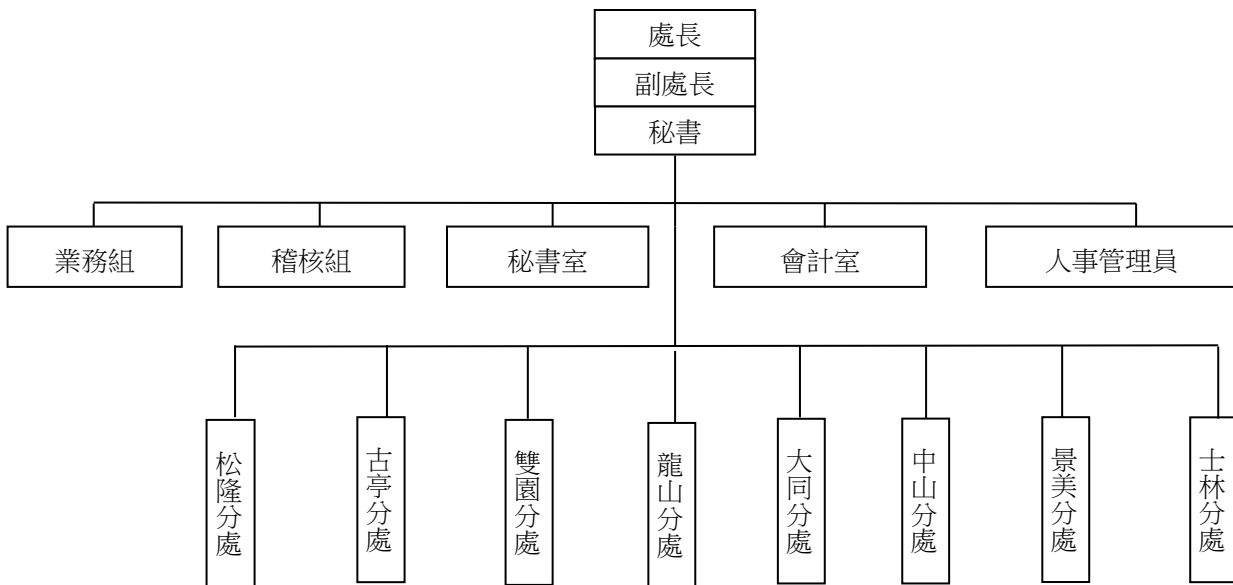 處長
副處長
秘書
業務組
稽核組
秘書室
會計室
人事管理員
松隆分處
古亭分處
雙園分處
龍山分處
大同分處
中山分處
景美分處
士林分處